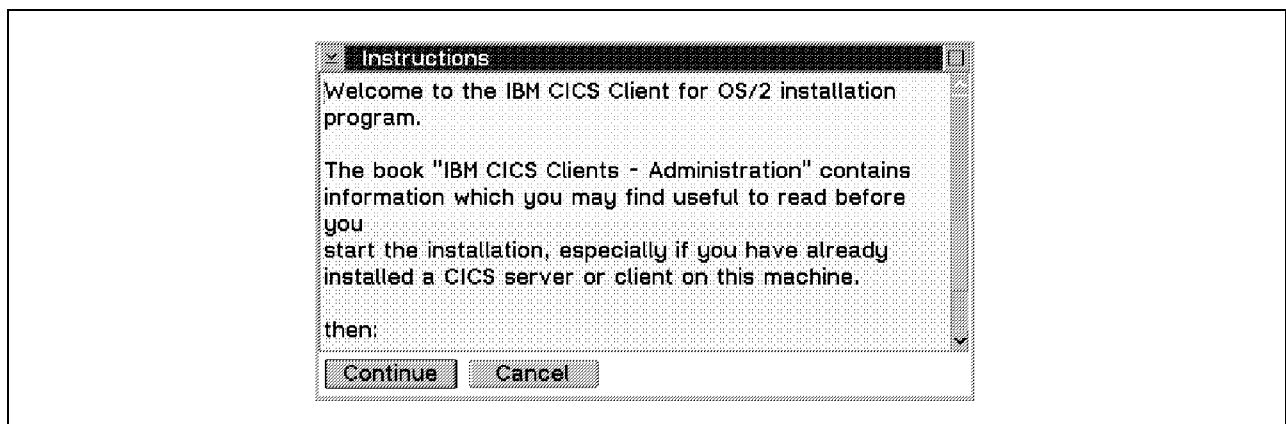 Instructions
Welcome to the IBM CICS Client for OS/2 installation
program.
The book "IBM CICS Clients - Administration" contains
information which you may find useful to read before
you
start the installation, especially if you have already
installed a CICS server or client on this machine.
then:
Continue Cancel